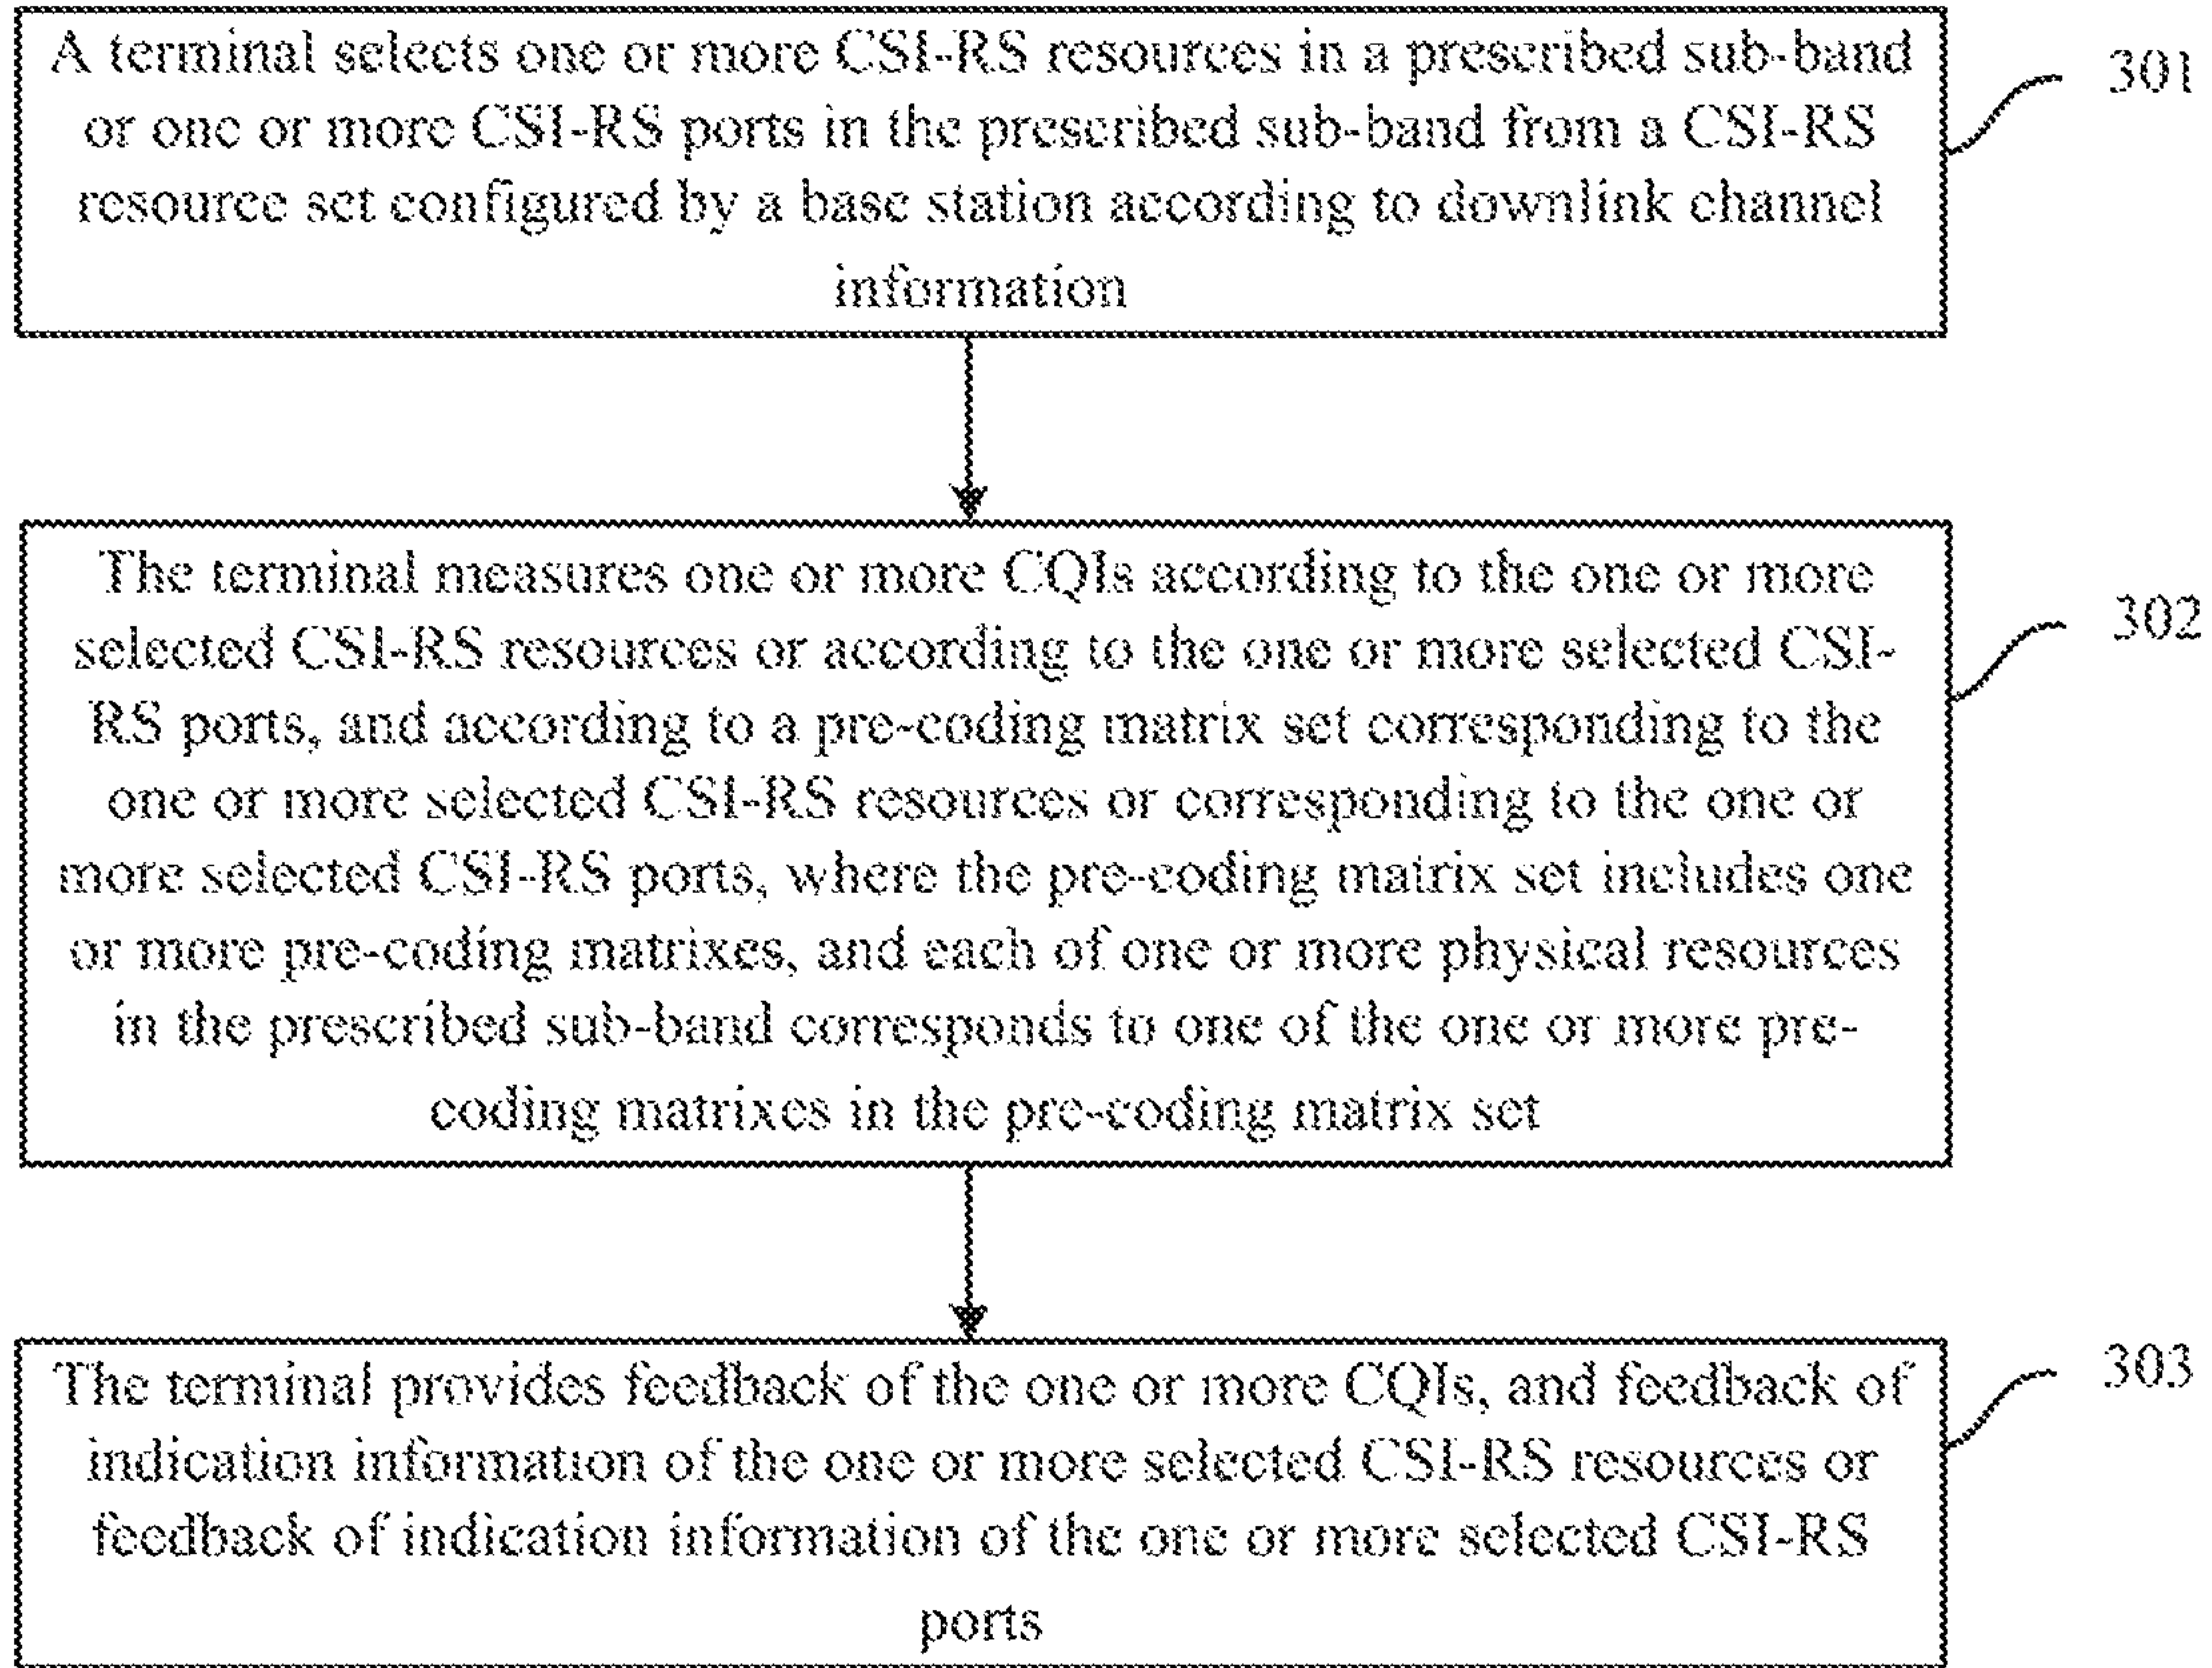 A terminal selects one or more CSI-RS resources in a prescribed sub-band
or one or more CSI-RS ports in the prescribed sub-band from a CSI-RS
resource set configured by a base station according to downlink channel
information
301
The terminal measures one or more CQIs according to the one or more
selected CSI-RS resources or according to the one or more selected CSI-
RS ports, and according to a pre-coding matrix set corresponding to the
one or more selected CSI-RS resources or corresponding to the one or
more selected CSI-RS ports, where the pre-coding matrix set includes one
or more pre-coding matrixes, and each of one or more physical resources
in the prescribed sub-band corresponds to one of the one or more pre-
coding matrixes in the pre-coding matrix set
302
The terminal provides feedback of the one or more CQIs, and feedback of
indication information of the one or more selected CSI-RS resources or
feedback of indication information of the one or more selected CSI-RS
ports
303